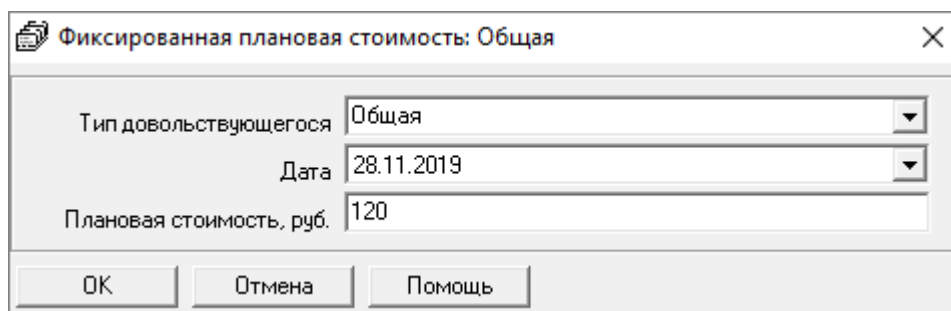 Фиксированная плановая стоимость: Общая
Тип довольствующегося Общая
Дата 28.11.2019
Плановая стоимость, руб. 120
OK Отмена Помощь